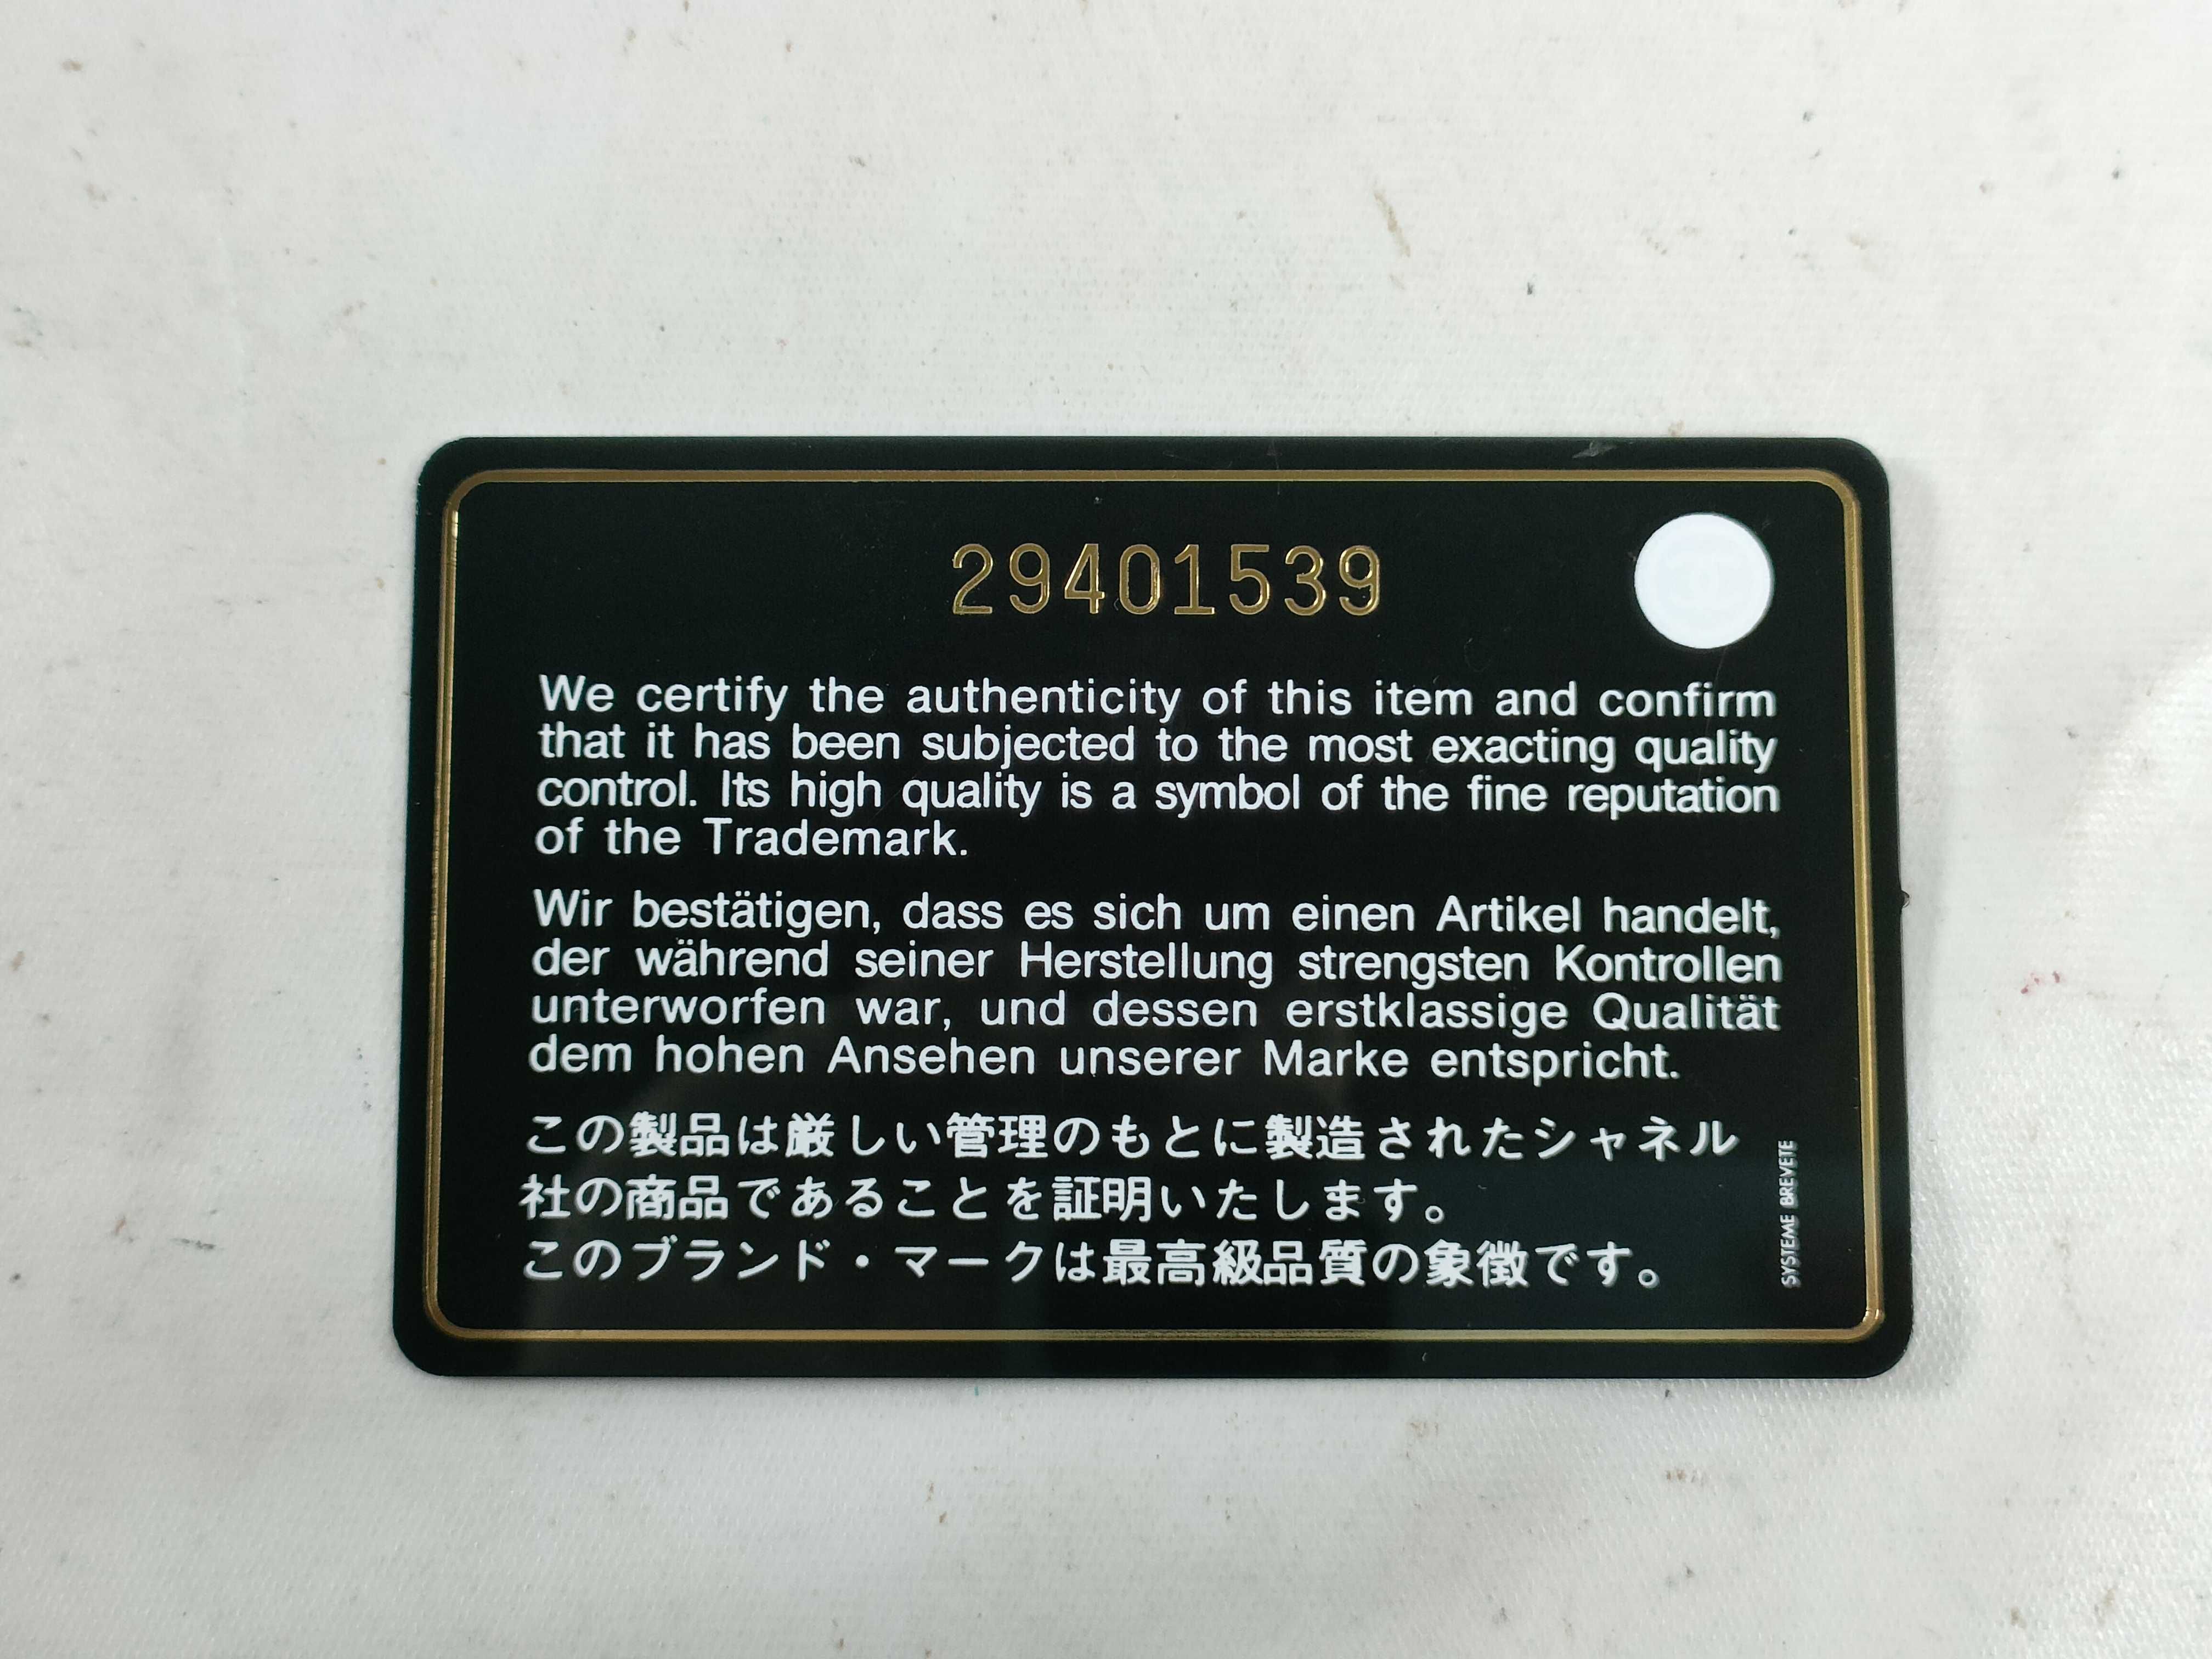 29401539
We certify the authenticity of this item and confirm
that it has been subjected to the most exacting quality
control. Its high quality is a symbol of the fine reputation
of the Trademark.
Wir bestätigen, dass es sich um einen Artikel handelt,
der während seiner Herstellung strengsten Kontrollen
unterworfen war, und dessen erstklassige Qualität
dem hohen Ansehen unserer Marke entspricht.
この製品は厳しい管理のもとに製造されたシャネル
社の商品であることを証明いたします。
このブランド・マークは最高級品質の象徴です。
SYSTEME BREVETE